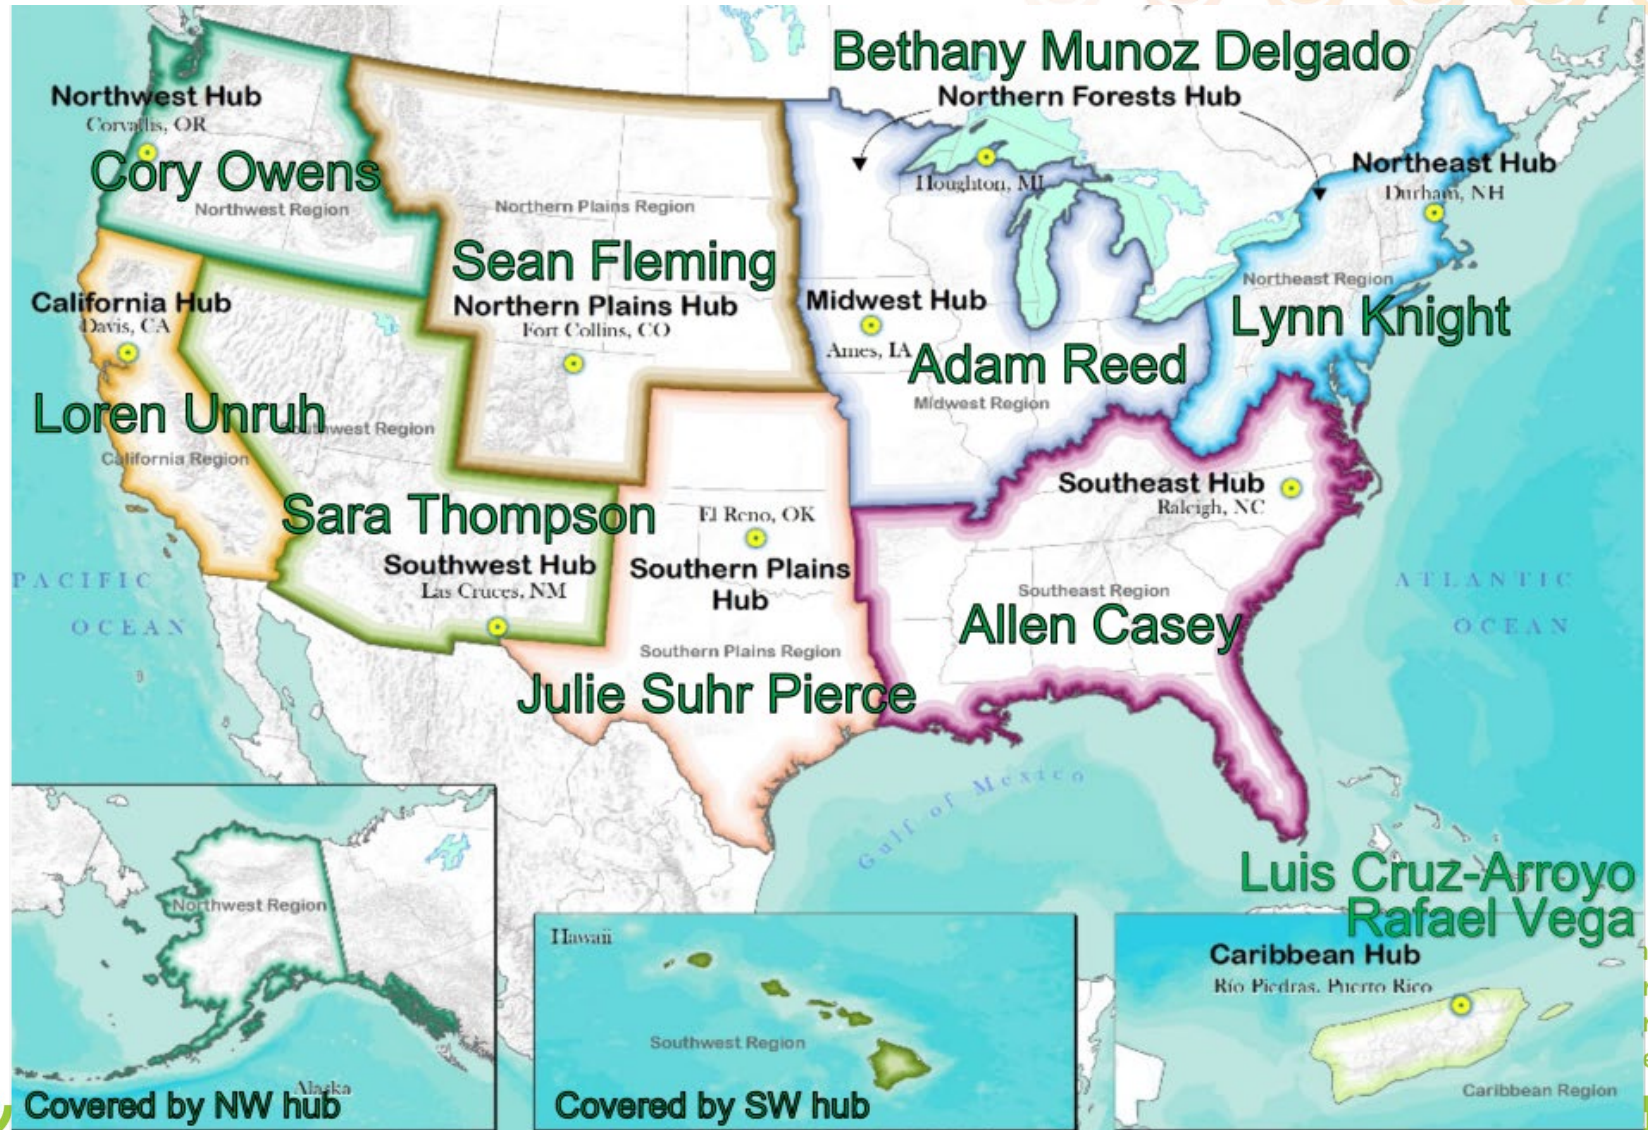 Bethany Munoz Delgado
Northern Forests Hub
Houghton, MI
Northwest Hub
Corvallis, OR
Cory Owens
Northwest Region
Northern Plains Region
Sean Fleming
Northern Plains Hub
Fort Collins, CO
Northeast Hub
Durham, NH
Northeast Region
Lynn Knight
Midwest Hub
Ames, IA
Adam Reed
Midwest Region
California Hub
Davis, CA
Loren Unruh
California Region
Southwest Region
Sara Thompson
Southwest Hub
Las Cruces, NM
El Reno, OK
Southern Plains
Hub
Southern Plains Region
Julie Suhr Pierce
Southeast Hub
Raleigh, NC
Southeast Region
Allen Casey
PACIFIC
OCEAN
ATLANTIC
OCEAN
Gulf of Mexico
Northwest Region
Alaska
Covered by NW hub
Hawaii
Southwest Region
Covered by SW hub
Luis Cruz-Arroyo
Rafael Vega
Caribbean Hub
Río Piedras, Puerto Rico
Caribbean Region